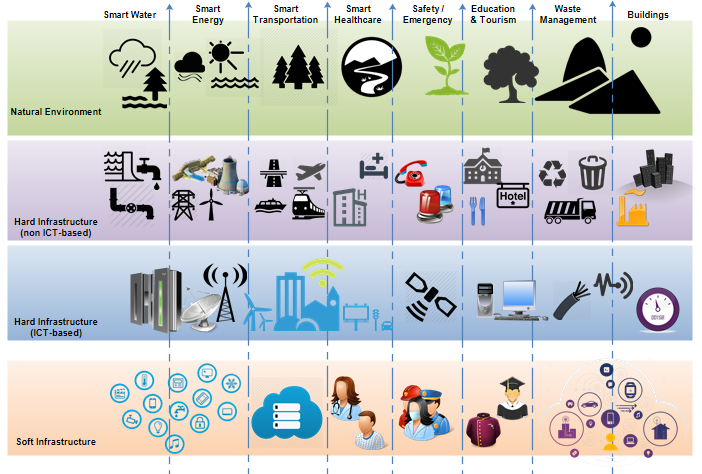 Smart Water
Smart
Energy
Smart
Transportation
Smart
Healthcare
Safety /
Emergency
Education
& Tourism
Waste
Management
Buildings
Natural Environment
Hard Infrastructure
(non ICT-based)
Hotel
Hard Infrastructure
(ICT-based)
Soft Infrastructure